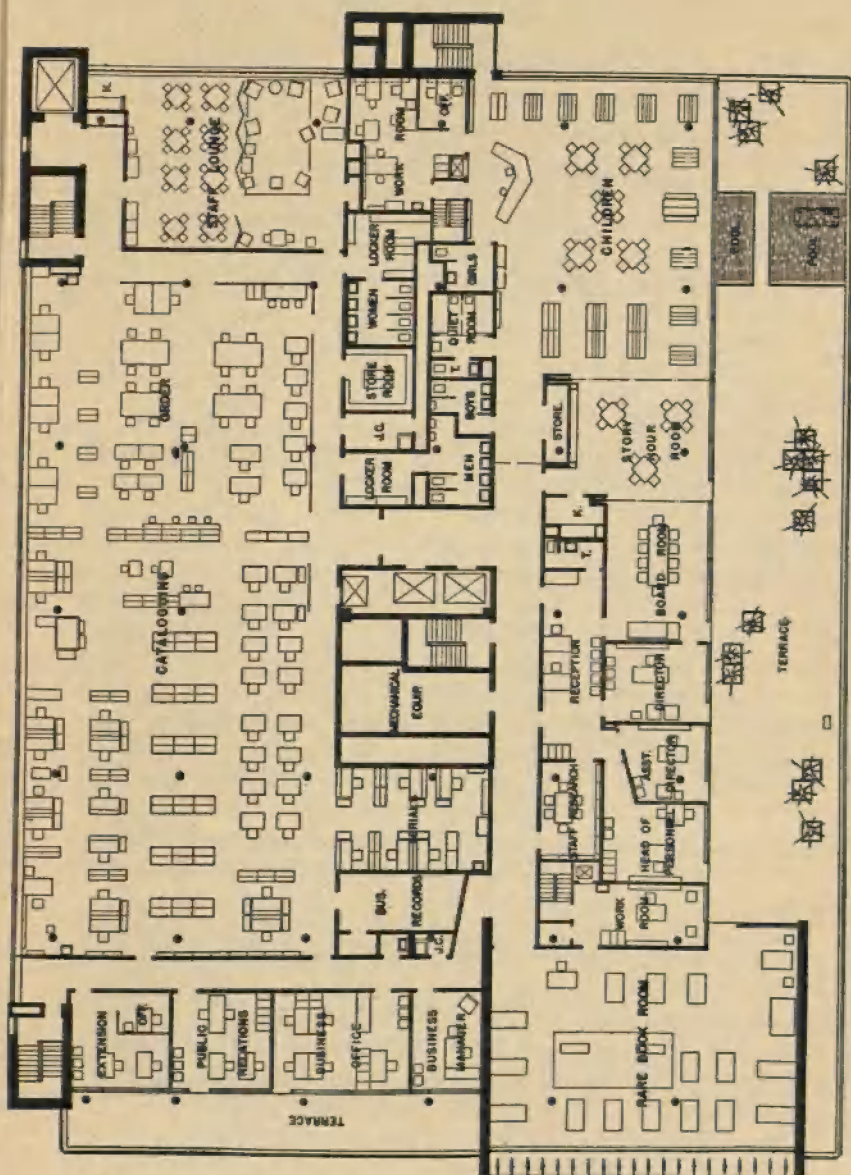 K.
STAFF LOUNGE
WORK ROOM
OFF.
LOCKER ROOM
WOMEN
GIRLS
QUIET ROOM
STORE ROOM
T.
BOYS
J.C.
LOCKER ROOM
MEN
CHILDREN
POOL
POOL
ORDER
STORE.
STORY HOUR ROOM
CATALOGUING
K.
T.
BOARD ROOM
RECEPTION
DIRECTOR
TERRACE
MECHANICAL EQUIP.
ASST. DIRECTOR
STAFF RESEARCH
HEAD OF PERSONNEL
SERIALS
BUS. RECORDS
J.C.
WORK ROOM
EXTENSION
OFF.
PUBLIC RELATIONS
BUSINESS OFFICE
BUSINESS MANAGER
RARE BOOK ROOM
TERRACE